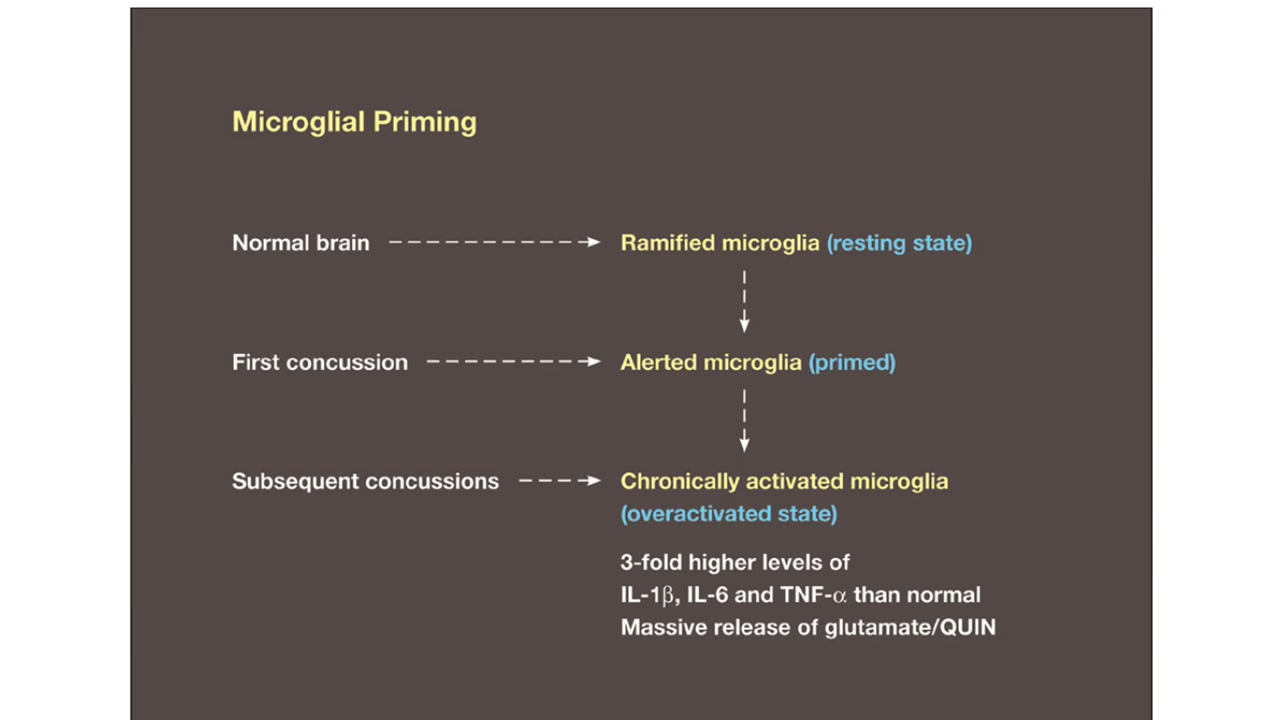 Microglial Priming
Normal brain
Ramified microglia (resting state)
First concussion
Alerted microglia (primed)
Subsequent concussions
Chronically activated microglia
(overactivated state)
3-fold higher levels of
IL-1β, IL-6 and TNF-α than normal
Massive release of glutamate/QUIN